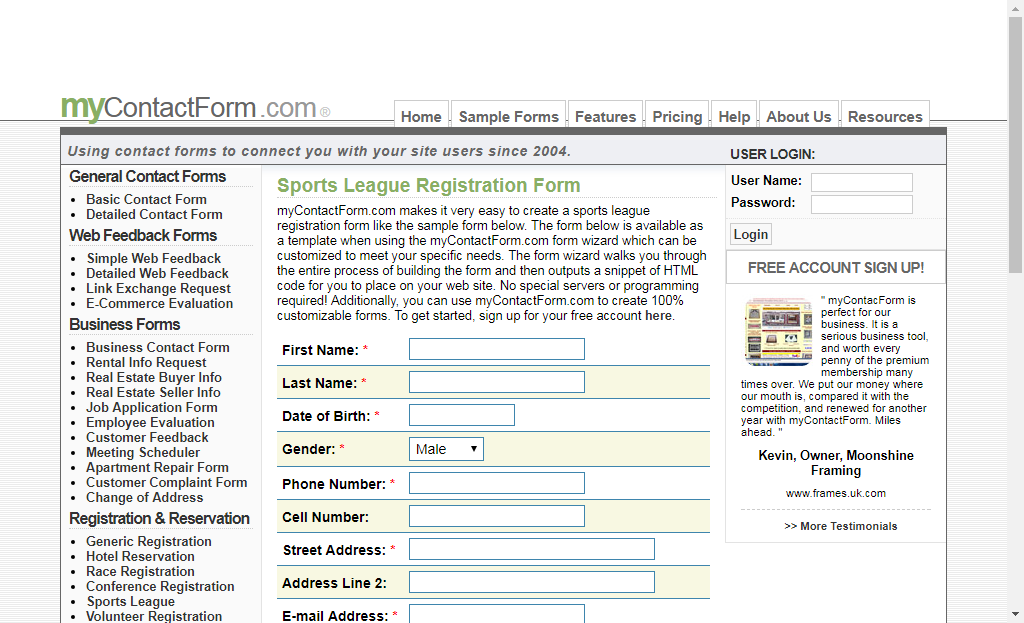 myContactForm.com®
Home
Sample Forms
Features
Pricing
Help
About Us
Resources
Using contact forms to connect you with your site users since 2004.
USER LOGIN:
General Contact Forms
Basic Contact Form
Detailed Contact Form
Web Feedback Forms
Simple Web Feedback
Detailed Web Feedback
Link Exchange Request
E-Commerce Evaluation
Business Forms
Business Contact Form
Rental Info Request
Real Estate Buyer Info
Real Estate Seller Info
Job Application Form
Employee Evaluation
Customer Feedback
Meeting Scheduler
Apartment Repair Form
Customer Complaint Form
Change of Address
Registration & Reservation
Generic Registration
Hotel Reservation
Race Registration
Conference Registration
Sports League
Volunteer Registration
Sports League Registration Form
myContactForm.com makes it very easy to create a sports league
registration form like the sample form below. The form below is available as
a template when using the myContactForm.com form wizard which can be
customized to meet your specific needs. The form wizard walks you through
the entire process of building the form and then outputs a snippet of HTML
code for you to place on your web site. No special servers or programming
required! Additionally, you can use myContactForm.com to create 100%
customizable forms. To get started, sign up for your free account here.
First Name: *
Last Name: *
Date of Birth: *
Gender: * Male
Phone Number: *
Cell Number:
Street Address: *
Address Line 2:
E-mail Address: *
User Name:
Password:
Login
FREE ACCOUNT SIGN UP!
" myContacForm is
perfect for our
business. It is a
serious business tool,
and worth every
penny of the premium
membership many
times over. We put our money where
our mouth is, compared it with the
competition, and renewed for another
year with myContactForm. Miles
ahead. "
Kevin, Owner, Moonshine
Framing
www.frames.uk.com
>> More Testimonials